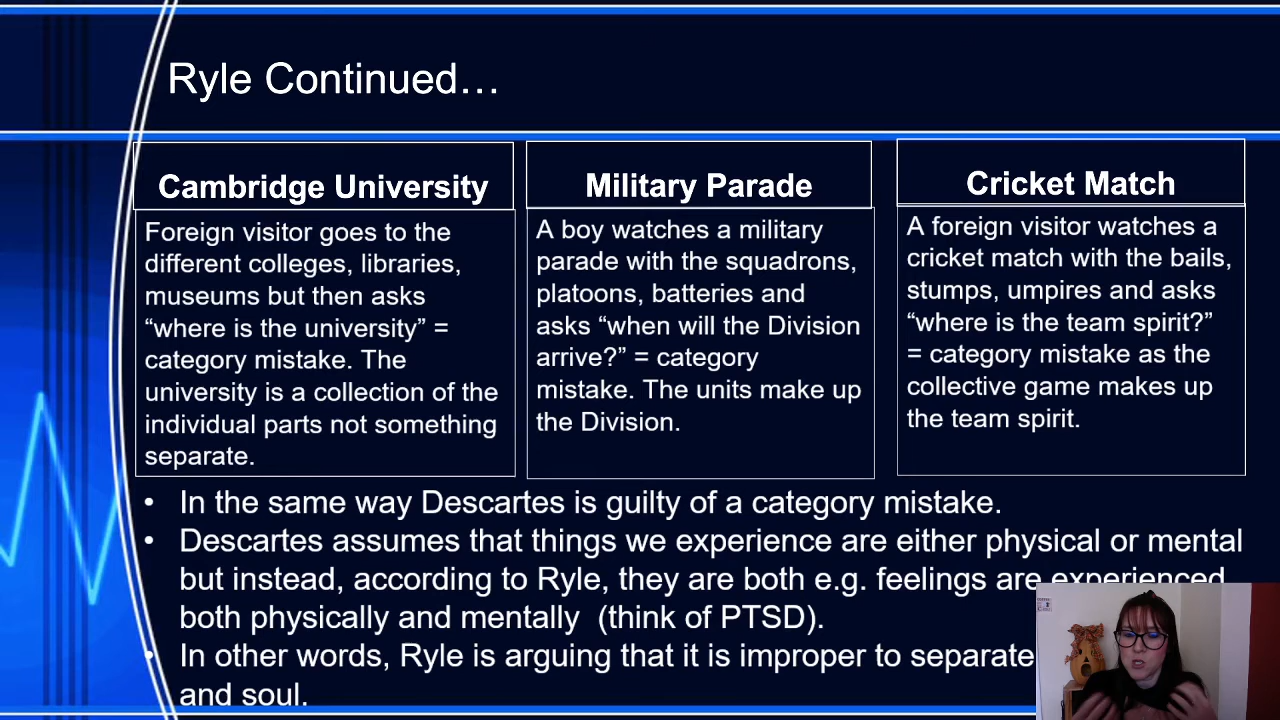 Ryle Continued…
Cambridge University
Foreign visitor goes to the
different colleges, libraries,
museums but then asks
“where is the university” =
category mistake. The
university is a collection of the
individual parts not something
separate.
Military Parade
A boy watches a military
parade with the squadrons,
platoons, batteries and
asks “when will the Division
arrive?” = category
mistake. The units make up
the Division.
Cricket Match
A foreign visitor watches a
cricket match with the bails,
stumps, umpires and asks
“where is the team spirit?”
= category mistake as the
collective game makes up
the team spirit.
• In the same way Descartes is guilty of a category mistake.
• Descartes assumes that things we experience are either physical or mental
but instead, according to Ryle, they are both e.g. feelings are experienced
both physically and mentally (think of PTSD).
• In other words, Ryle is arguing that it is improper to separate
and soul.